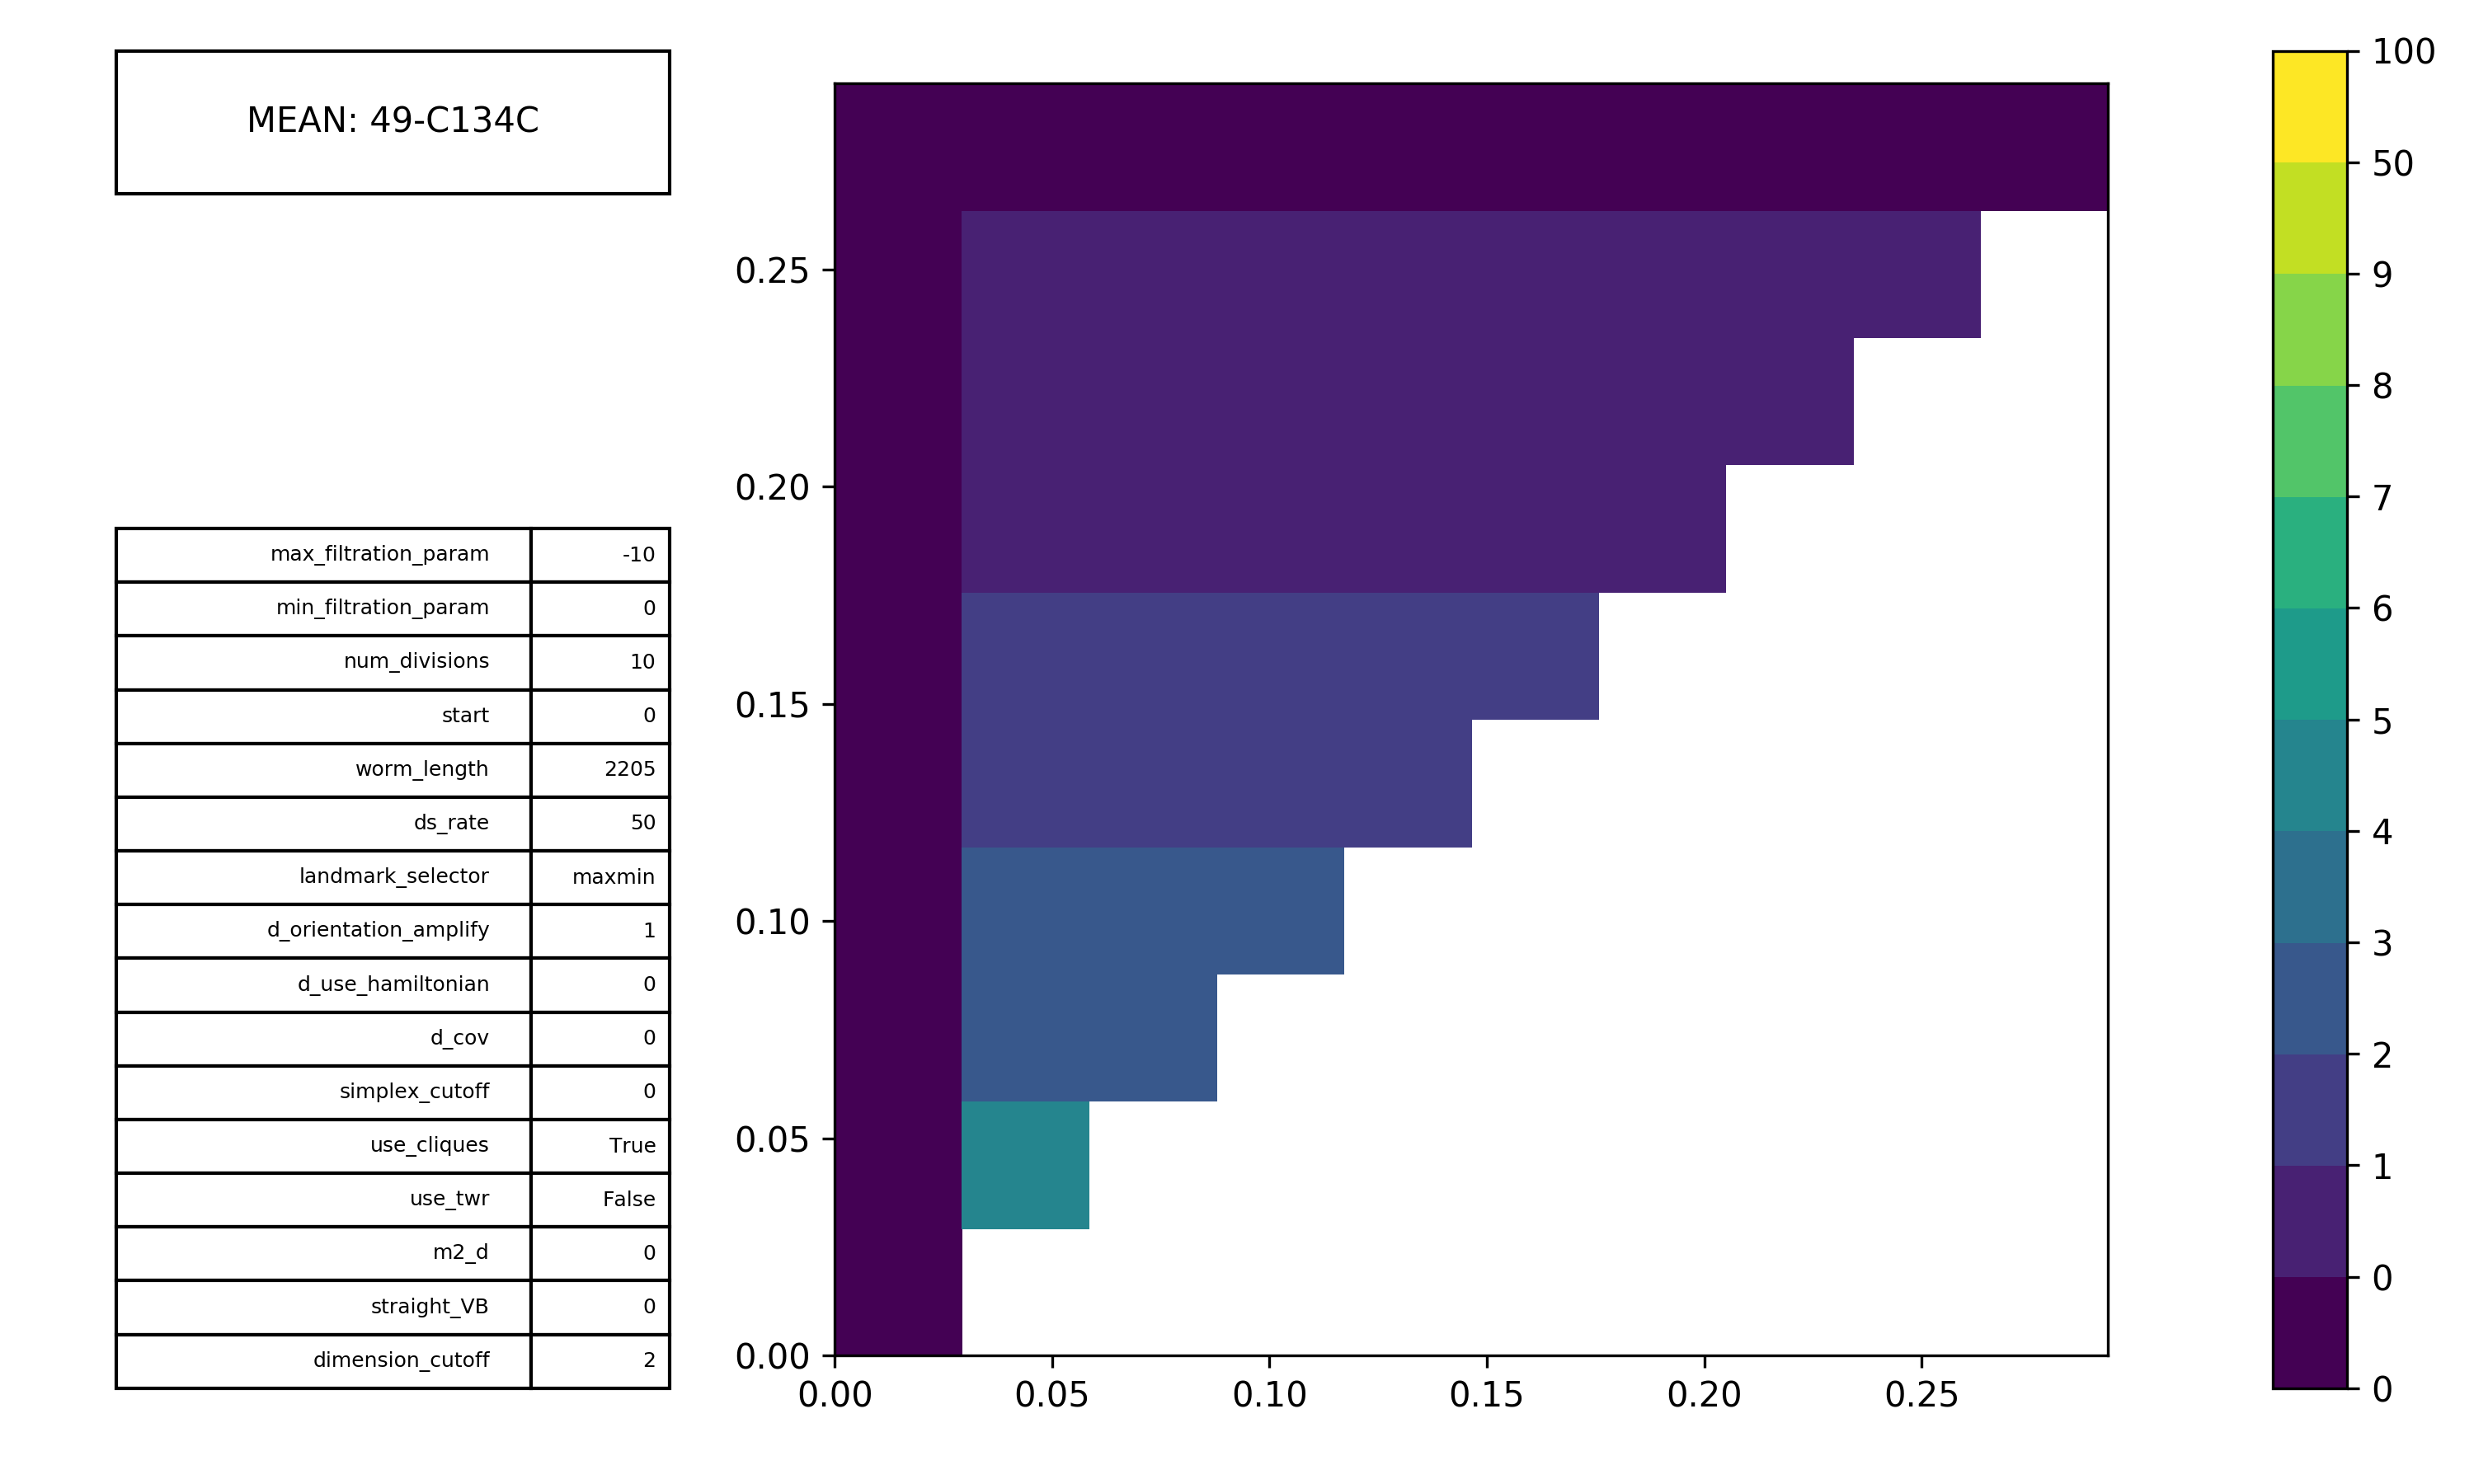 MEAN: 49-C134C
max_filtration_param -10
min_filtration_param 0
num_divisions 10
start 0
worm_length 2205
ds_rate 50
landmark_selector maxmin
d_orientation_amplify 1
d_use_hamiltonian 0
d_cov 0
simplex_cutoff 0
use_cliques True
use_twr False
m2_d 0
straight_VB 0
dimension_cutoff 2
0.25
0.20
0.15
0.10
0.05
0.00
0.00 0.05 0.10 0.15 0.20 0.25
100
50
9
8
7
6
5
4
3
2
1
0
0